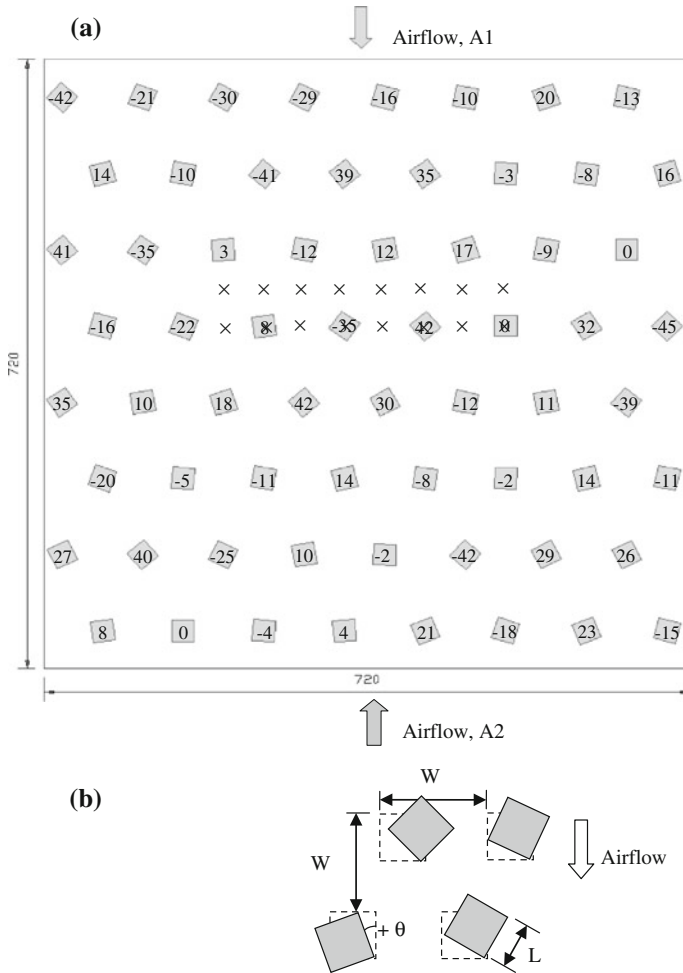 (a)
Airflow, A1
-42 -21 -30 -29 -16 -10 20 -13
14 -10 -41 39 35 -3 -8 16
41 -35 3 -12 12 17 -9 0
× × × × × × × ×
-16 -22 8 -35 42 0 32 -45
35 10 18 42 30 -12 11 -39
-20 -5 -11 14 -8 -2 14 -11
27 40 -25 10 -2 -42 29 26
8 0 -4 4 21 -18 23 -15
720
720
Airflow, A2
(b)
W
W
Airflow
+ θ
L